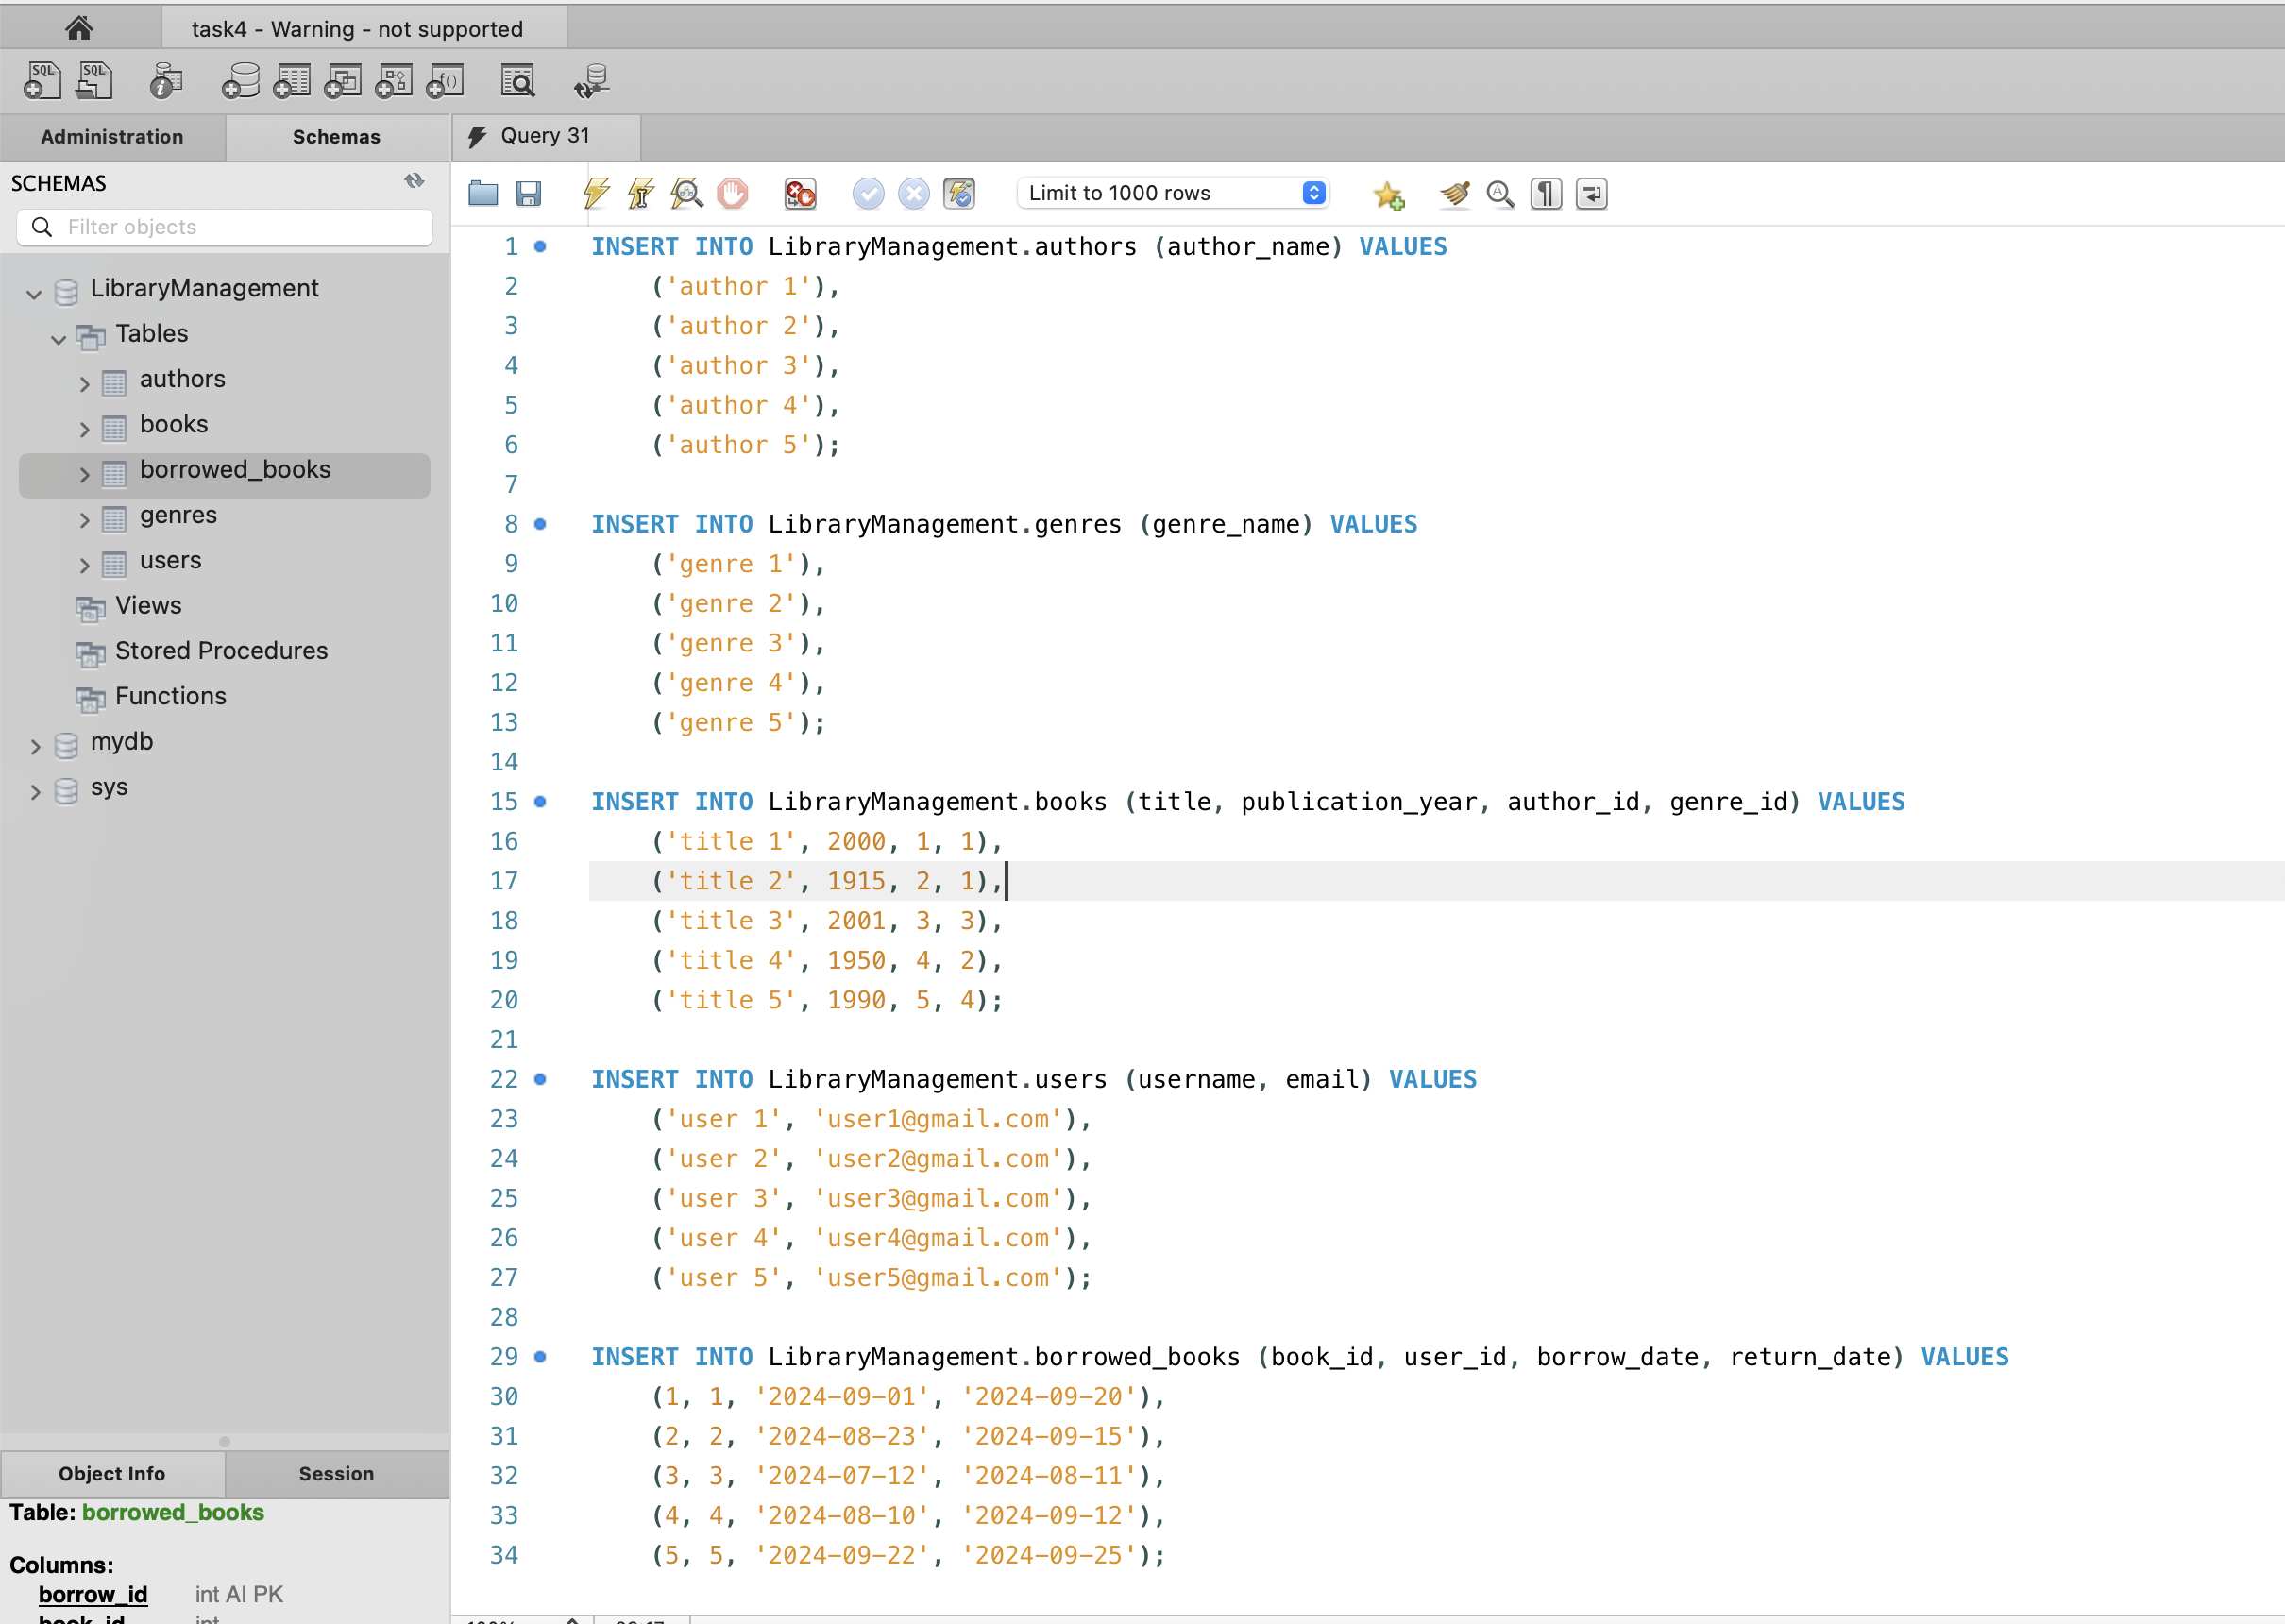 task4 - Warning - not supported
SQL SQL
Administration Schemas Query 31
SCHEMAS
Filter objects
Limit to 1000 rows
LibraryManagement
Tables
authors
books
borrowed_books
genres
users
Views
Stored Procedures
Functions
mydb
sys
Object Info Session
Table: borrowed_books
Columns:
borrow_id int AI PK
book_id int
1 INSERT INTO LibraryManagement.authors (author_name) VALUES
2 ('author 1'),
3 ('author 2'),
4 ('author 3'),
5 ('author 4'),
6 ('author 5');
7
8 INSERT INTO LibraryManagement.genres (genre_name) VALUES
9 ('genre 1'),
10 ('genre 2'),
11 ('genre 3'),
12 ('genre 4'),
13 ('genre 5');
14
15 INSERT INTO LibraryManagement.books (title, publication_year, author_id, genre_id) VALUES
16 ('title 1', 2000, 1, 1),
17 ('title 2', 1915, 2, 1),
18 ('title 3', 2001, 3, 3),
19 ('title 4', 1950, 4, 2),
20 ('title 5', 1990, 5, 4);
21
22 INSERT INTO LibraryManagement.users (username, email) VALUES
23 ('user 1', 'user1@gmail.com'),
24 ('user 2', 'user2@gmail.com'),
25 ('user 3', 'user3@gmail.com'),
26 ('user 4', 'user4@gmail.com'),
27 ('user 5', 'user5@gmail.com');
28
29 INSERT INTO LibraryManagement.borrowed_books (book_id, user_id, borrow_date, return_date) VALUES
30 (1, 1, '2024-09-01', '2024-09-20'),
31 (2, 2, '2024-08-23', '2024-09-15'),
32 (3, 3, '2024-07-12', '2024-08-11'),
33 (4, 4, '2024-08-10', '2024-09-12'),
34 (5, 5, '2024-09-22', '2024-09-25');